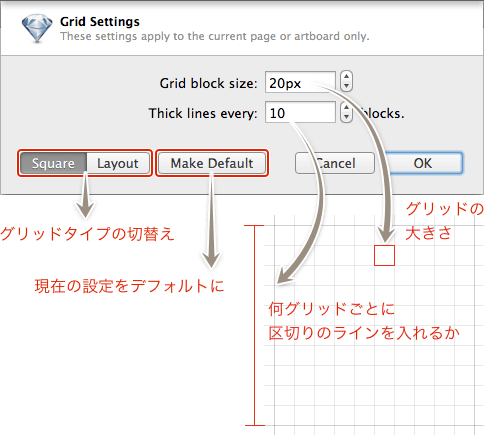 Grid Settings
These settings apply to the current page or artboard only.
Grid block size: 20px
Thick lines every: 10 blocks.
Square Layout Make Default Cancel OK
グリッドタイプの切替え
グリッドの
大きさ
現在の設定をデフォルトに
何グリッドごとに
区切りのラインを入れるか